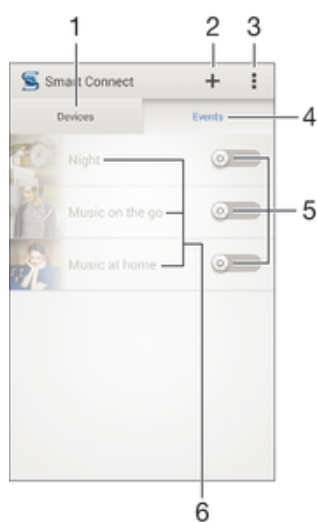 1 2 3
Smart Connect
Devices Events 4
Night
Music on the go 5
Music at home
6